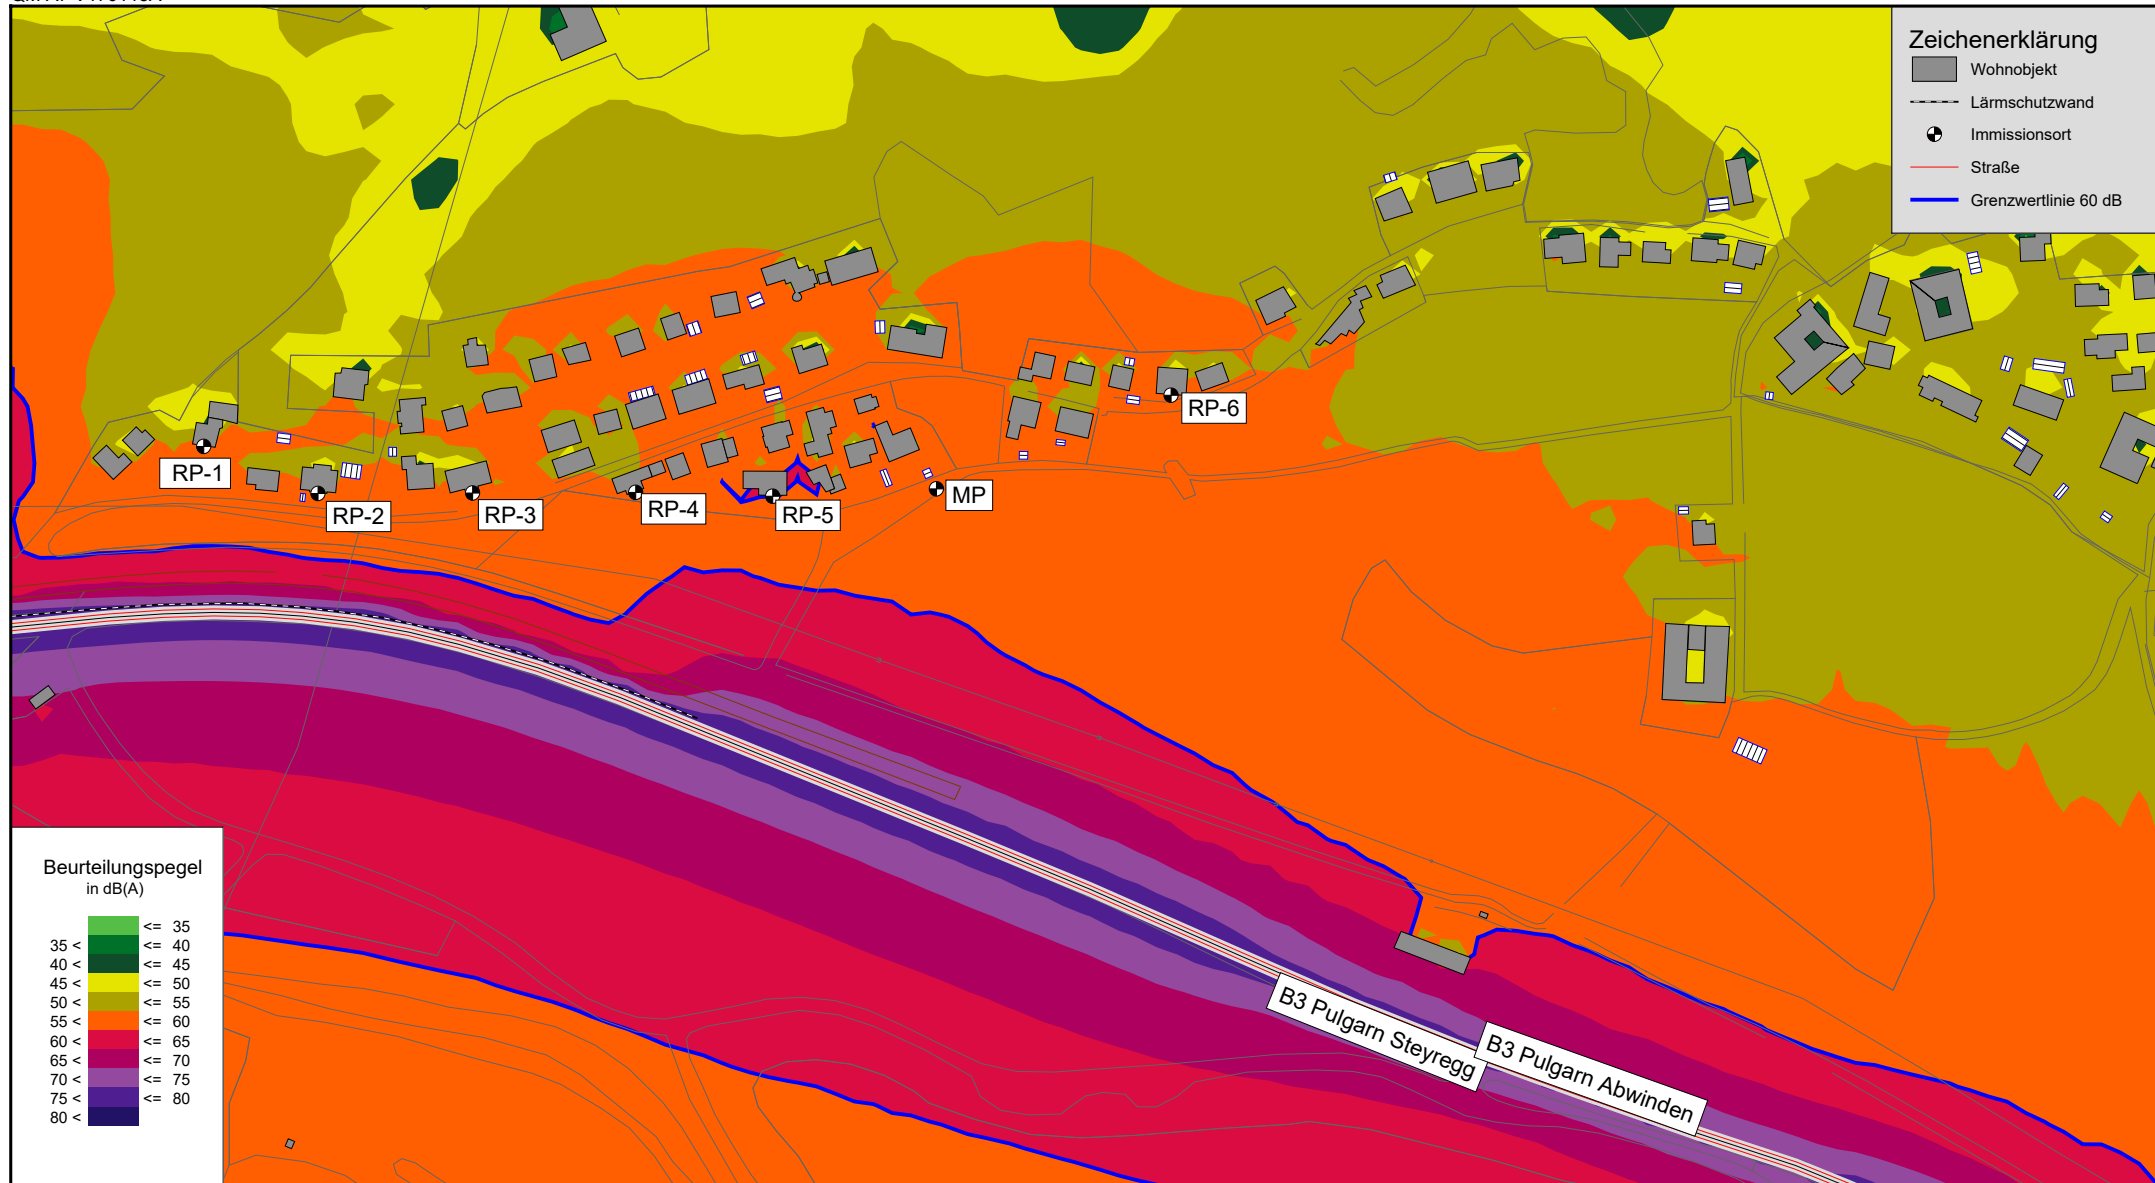 Zeichenerklärung
Wohnobjekt
Lärmschutzwand
Immissionsort
Straße
Grenzwertlinie 60 dB
RP-1
RP-2
RP-3
RP-4
RP-5
MP
RP-6
B3 Pulgarn Steyregg
B3 Pulgarn Abwinden
Beurteilungspegel
in dB(A)
<= 35
35 < <= 40
40 < <= 45
45 < <= 50
50 < <= 55
55 < <= 60
60 < <= 65
65 < <= 70
70 < <= 75
75 < <= 80
80 <